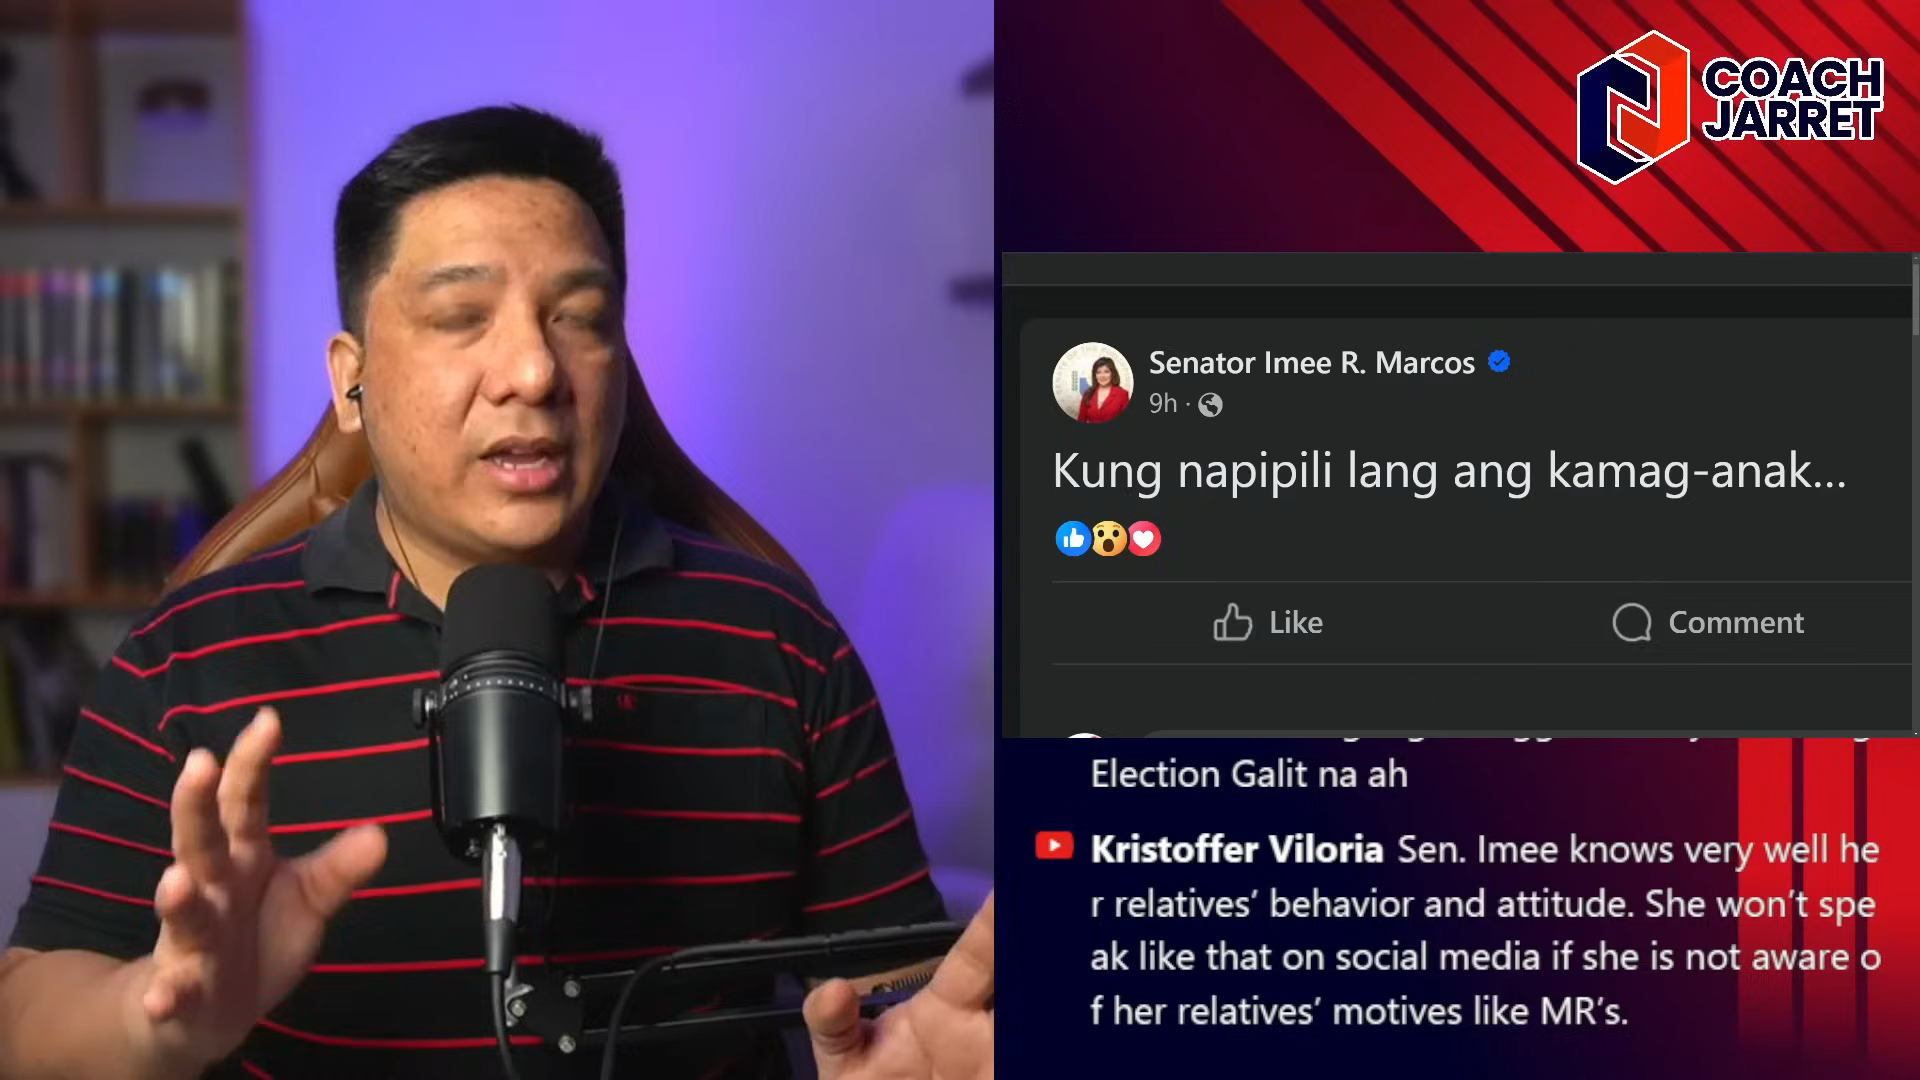 COACH
JARRET
Senator Imee R. Marcos
9h ·
Kung napipili lang ang kamag-anak...
Like
Comment
Election Galit na ah
Kristoffer Viloria Sen. Imee knows very well he
r relatives’ behavior and attitude. She won’t spe
ak like that on social media if she is not aware o
f her relatives’ motives like MR’s.